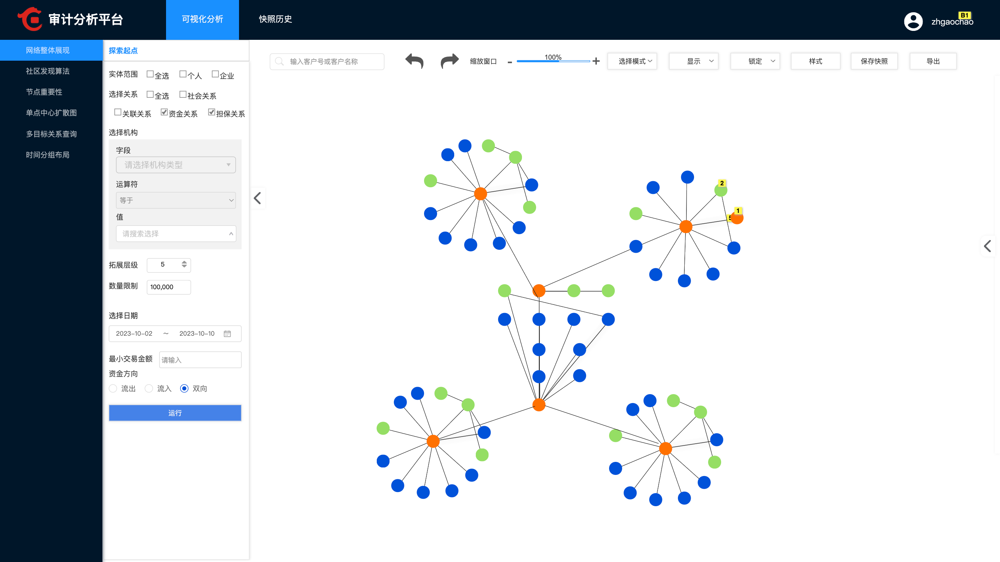 审计分析平台
可视化分析
快照历史
B1
zhgaochao
网络整体展现
社区发现算法
节点重要性
单点中心扩散图
多目标关系查询
时间分组布局
探索起点
实体范围 全选 个人 企业
选择关系 全选 社会关系
关联关系 资金关系 担保关系
选择机构
字段
请选择机构类型
运算符
等于
值
请搜索选择
拓展层级 5
数量限制 100,000
选择日期
2023-10-02 ~ 2023-10-10
最小交易金额 请输入
资金方向
流出 流入 双向
运行
输入客户号或客户名称
缩放窗口 - 100% +
选择模式
显示
锁定
样式
保存快照
导出
2
1
5